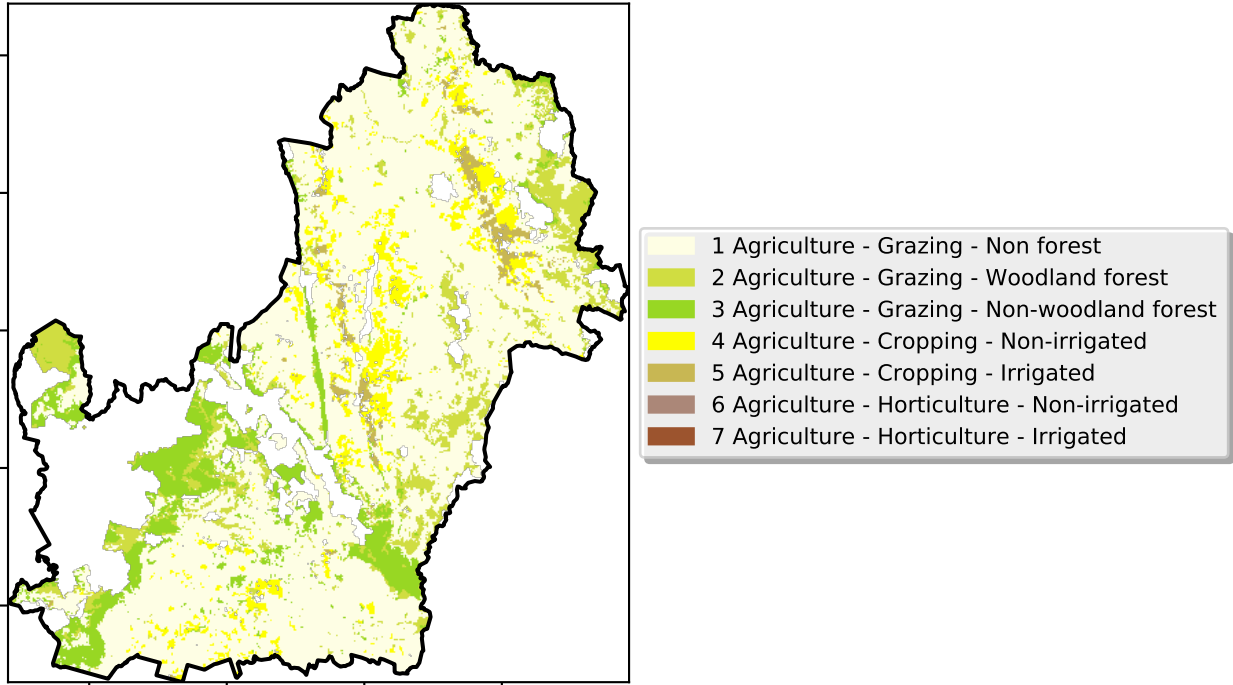 1 Agriculture - Grazing - Non forest
2 Agriculture - Grazing - Woodland forest
3 Agriculture - Grazing - Non-woodland forest
4 Agriculture - Cropping - Non-irrigated
5 Agriculture - Cropping - Irrigated
6 Agriculture - Horticulture - Non-irrigated
7 Agriculture - Horticulture - Irrigated